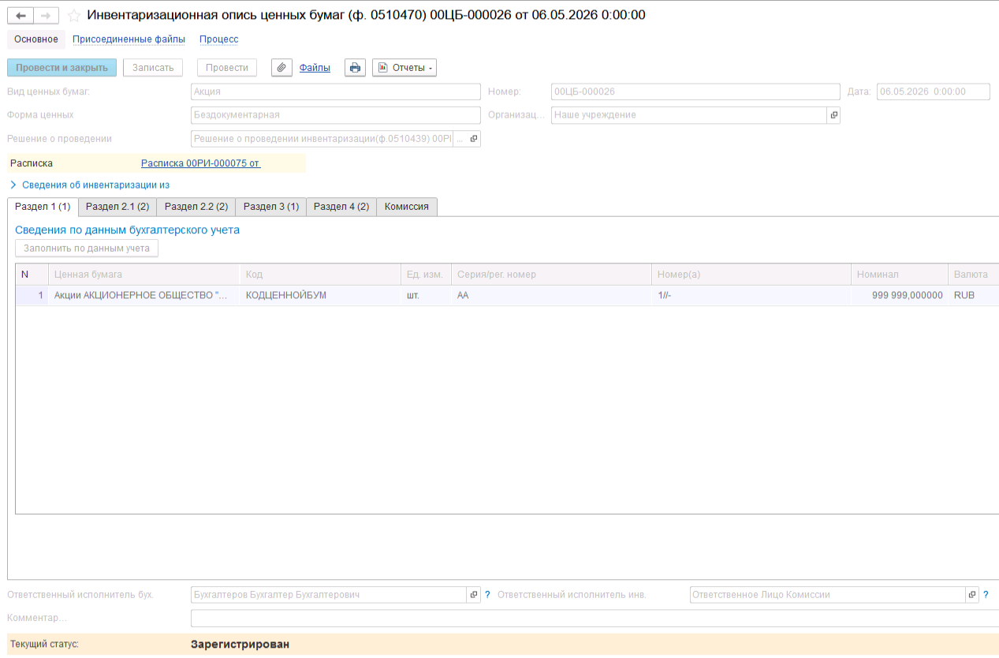 Инвентаризационная опись ценных бумаг (ф. 0510470) 00ЦБ-000026 от 06.05.2026 0:00:00
Основное Присоединенные файлы Процесс
Провести и закрыть Записать Провести Файлы Отчеты
Вид ценных бумаг: Акция Номер: 00ЦБ-000026 Дата: 06.05.2026 0:00:00
Форма ценных Бездокументарная Организац... Наше учреждение
Решение о проведении Решение о проведении инвентаризации(ф.0510439) 00РІ ...
Расписка Расписка 00РИ-000075 от
Сведения об инвентаризации из
Раздел 1 (1) Раздел 2.1 (2) Раздел 2.2 (2) Раздел 3 (1) Раздел 4 (2) Комиссия
Сведения по данным бухгалтерского учета
Заполнить по данным учета
N Ценная бумага Код Ед. изм. Серия/рег. номер Номер(а) Номинал Валюта
1 Акции АКЦИОНЕРНОЕ ОБЩЕСТВО "... КОДЦЕННОЙБУМ шт. АА 1//- 999 999,000000 RUB
Ответственный исполнитель бух. Бухгалтеров Бухгалтер Бухгалтерович ? Ответственный исполнитель инв. Ответственное Лицо Комиссии ?
Комментар...
Текущий статус: Зарегистрирован